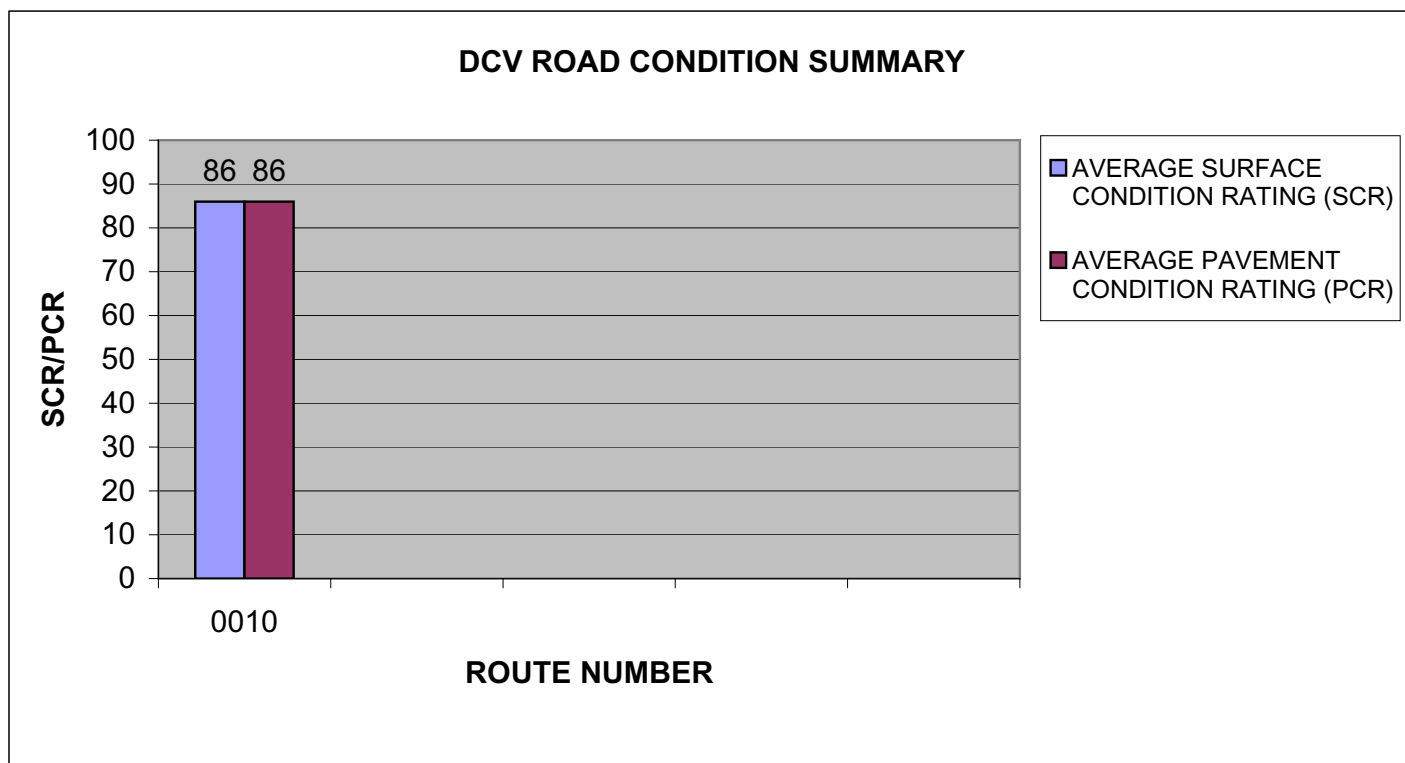 DCV ROAD CONDITION SUMMARY
SCR/PCR
100
90
80
70
60
50
40
30
20
10
0
86 86
0010
ROUTE NUMBER
AVERAGE SURFACE
CONDITION RATING (SCR)
AVERAGE PAVEMENT
CONDITION RATING (PCR)